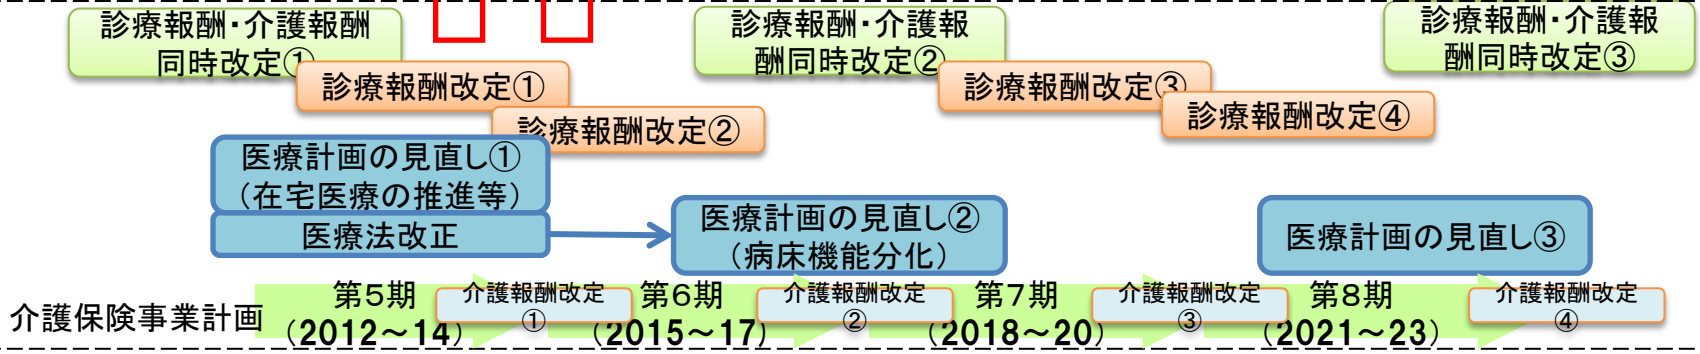 診療報酬・介護報酬
同時改定①
診療報酬・介護報
酬同時改定②
診療報酬・介護報
酬同時改定③
診療報酬改定①
診療報酬改定②
診療報酬改定③
診療報酬改定④
医療計画の見直し①
（在宅医療の推進等）
医療法改正
医療計画の見直し②
（病床機能分化）
医療計画の見直し③
介護保険事業計画
第５期
（2012～14）
介護報酬改定
①
第６期
（2015～17）
介護報酬改定
②
第７期
（2018～20）
介護報酬改定
③
第８期
（2021～23）
介護報酬改定
④